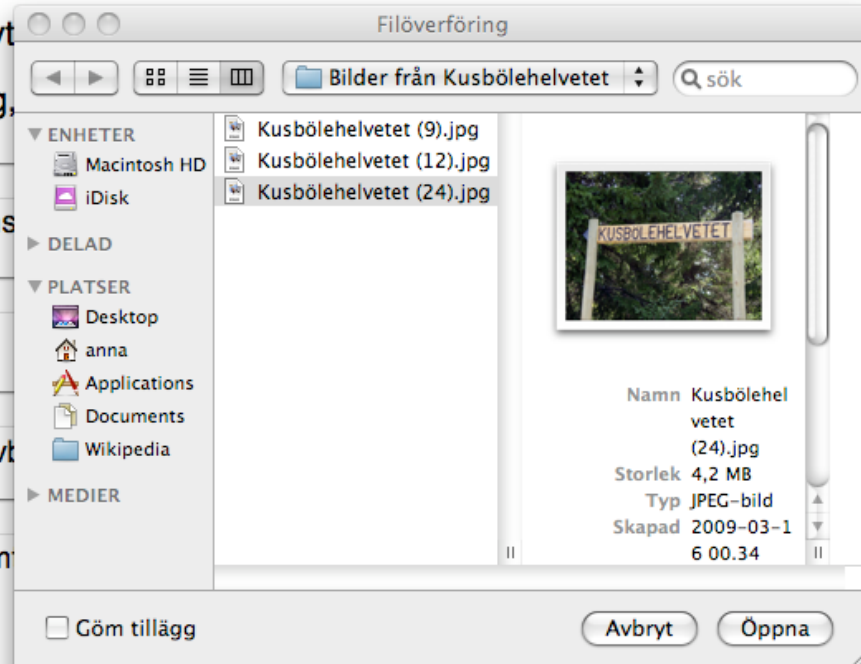 Filöverföring
Bilder från Kusbölehelvetet
sök
ENHETER
Macintosh HD
iDisk
DELAD
PLATSER
Desktop
anna
Applications
Documents
Wikipedia
MEDIER
Kusbölehelvetet (9).jpg
Kusbölehelvetet (12).jpg
Kusbölehelvetet (24).jpg
KUSBÖLEHELVETET
Namn Kusbölehel
vetet
(24).jpg
Storlek 4,2 MB
Typ JPEG-bild
Skapad 2009-03-1
6 00.34
Göm tillägg
Avbryt
Öppna